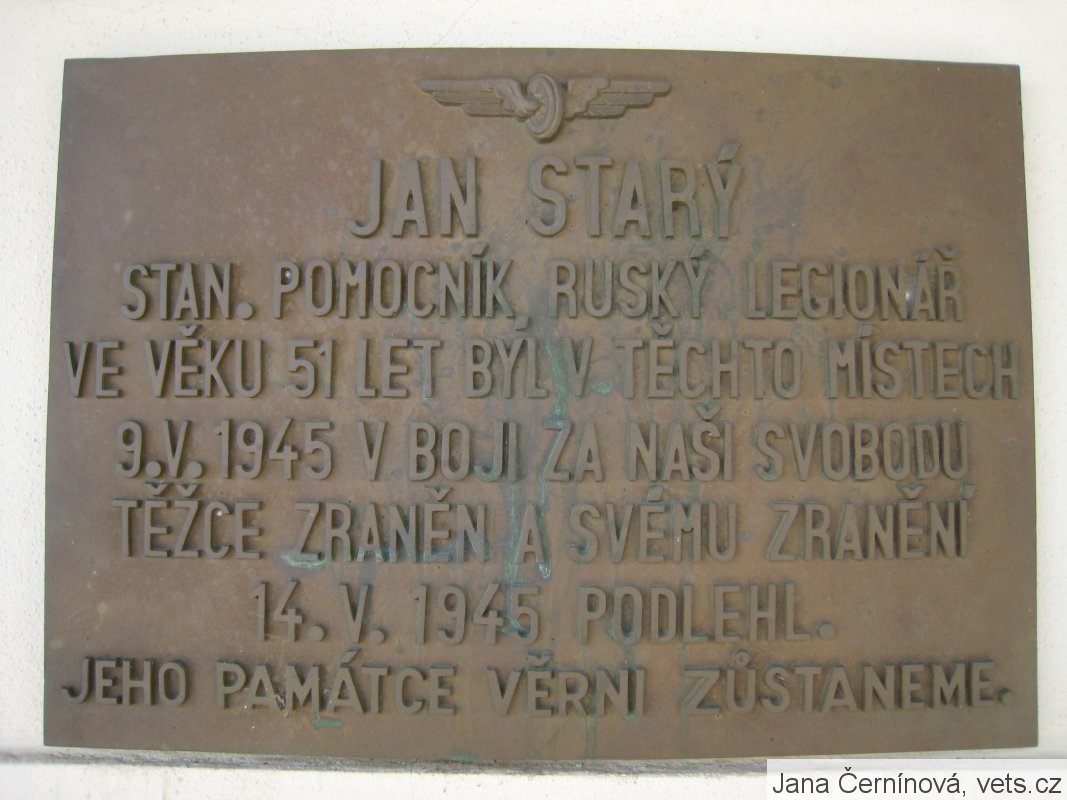 JAN STARÝ
STAN. POMOCNÍK, RUSKÝ LEGIONÁŘ
VE VĚKU 51 LET BYL V TĚCHTO MÍSTECH
9.V. 1945 V BOJI ZA NAŠI SVOBODU
TĚŽCE ZRANĚN A SVÉMU ZRANĚNÍ
14. V. 1945 PODLEHL.
JEHO PAMÁTCE VĚRNI ZŮSTANEME.
Jana Černínová, vets.cz